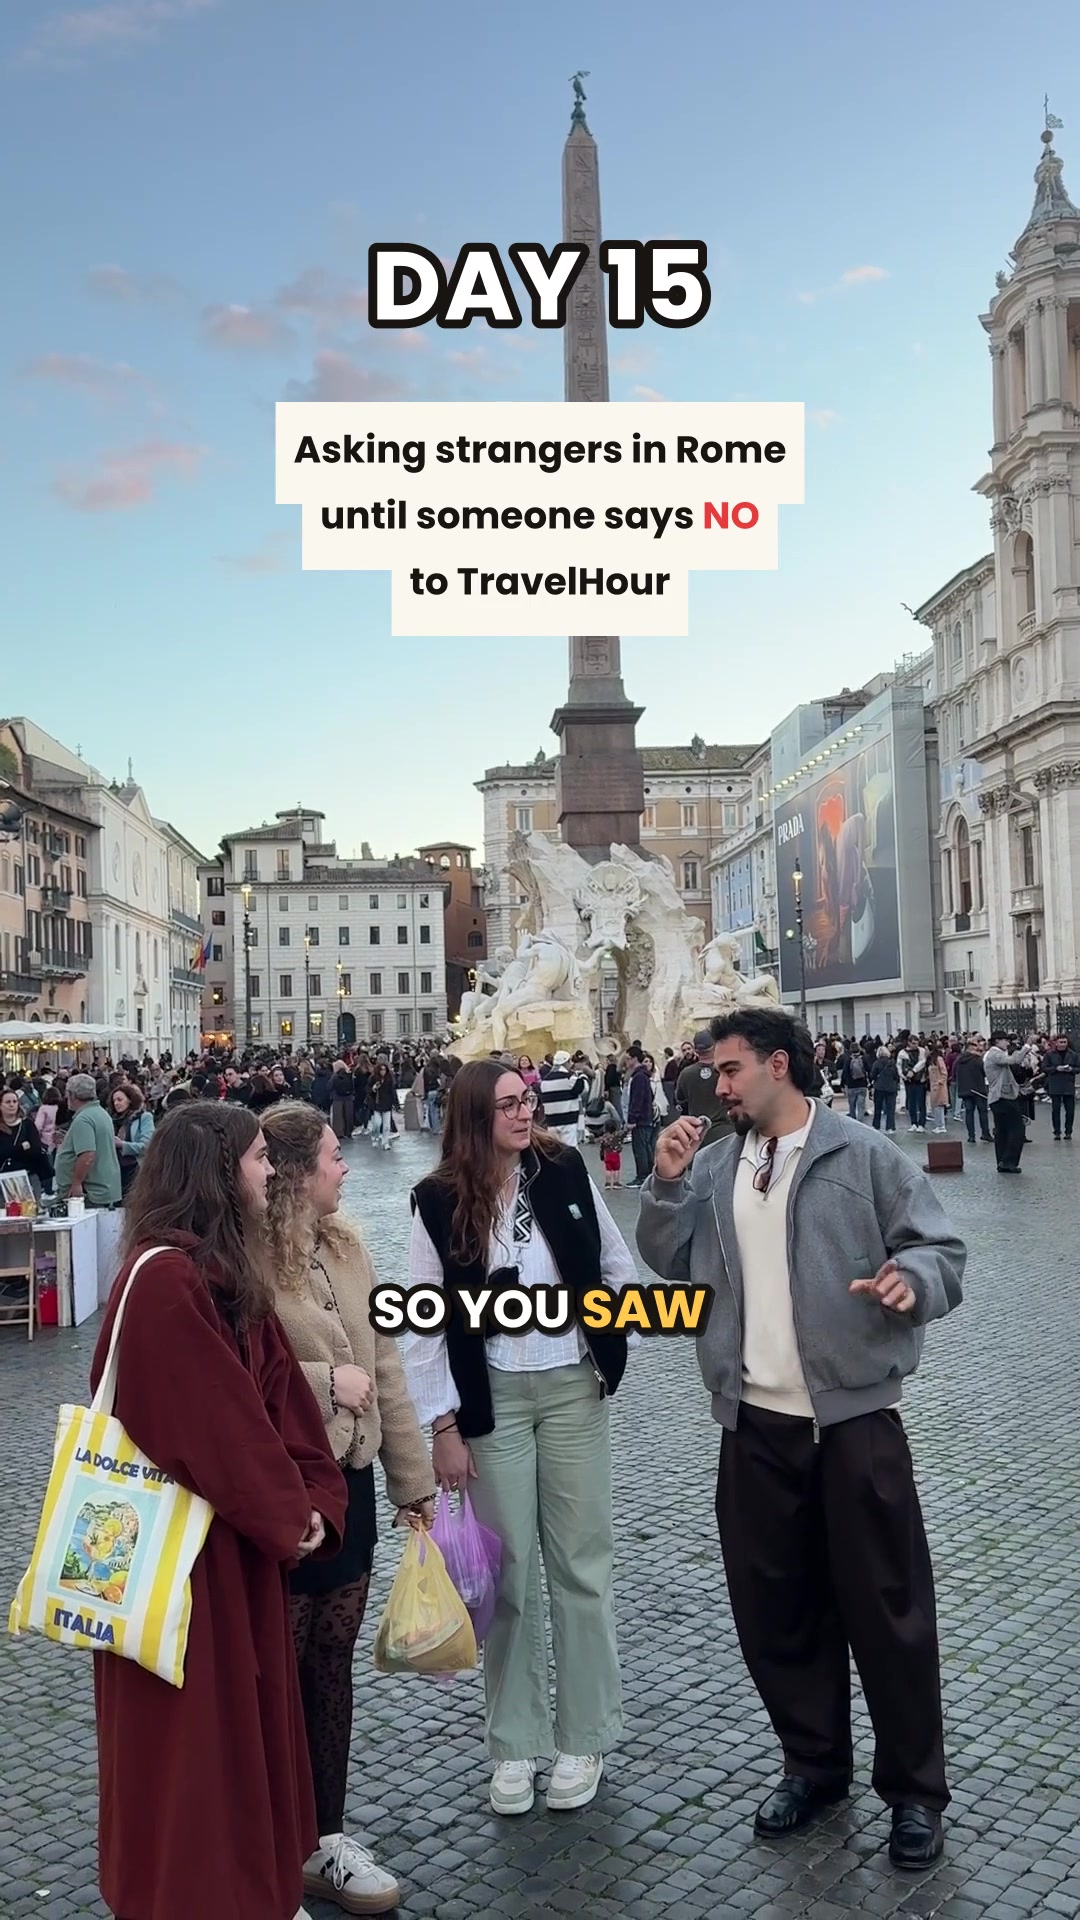 DAY 15
Asking strangers in Rome
until someone says NO
to TravelHour
PRADA
SO YOU SAW
LA DOLCE VITA
ITALIA